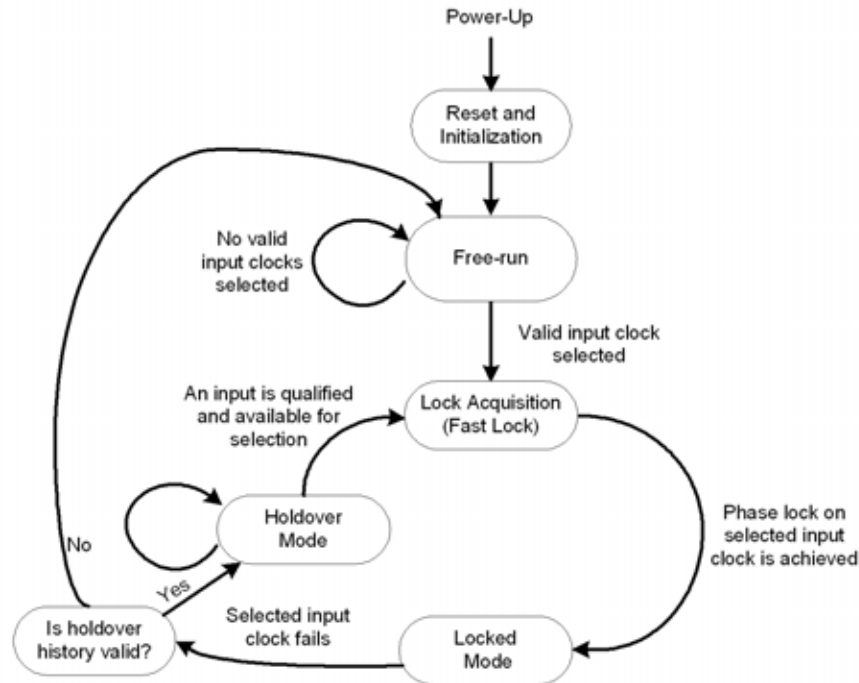 Power-Up
Reset and
Initialization
No valid
input clocks
selected
Free-run
Valid input clock
selected
An input is qualified
and available for
selection
Lock Acquisition
(Fast Lock)
Holdover
Mode
Phase lock on
selected input
clock is achieved
No
Yes
Is holdover
history valid?
Selected input
clock fails
Locked
Mode